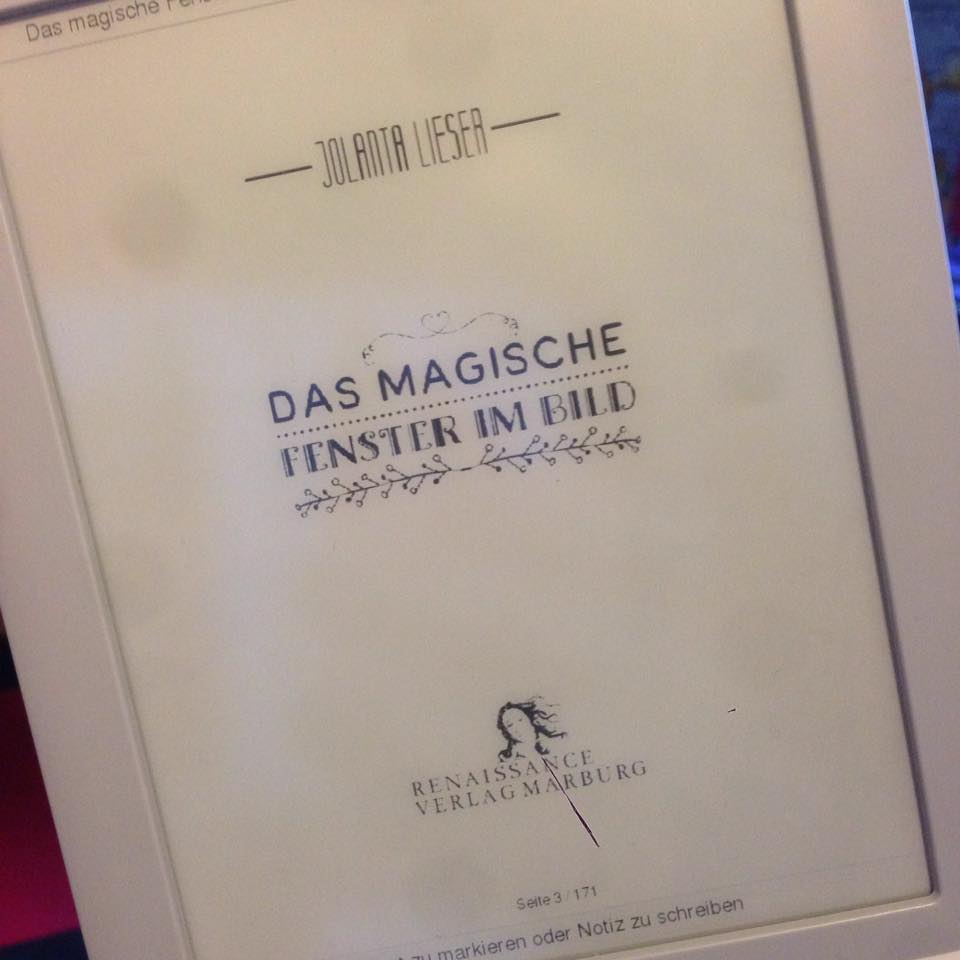 Das magische
JOLANTA LIESER
DAS MAGISCHE
FENSTER IM BILD
RENAISSANCE
VERLAG MARBURG
Seite 3 / 171
zu markieren oder Notiz zu schreiben